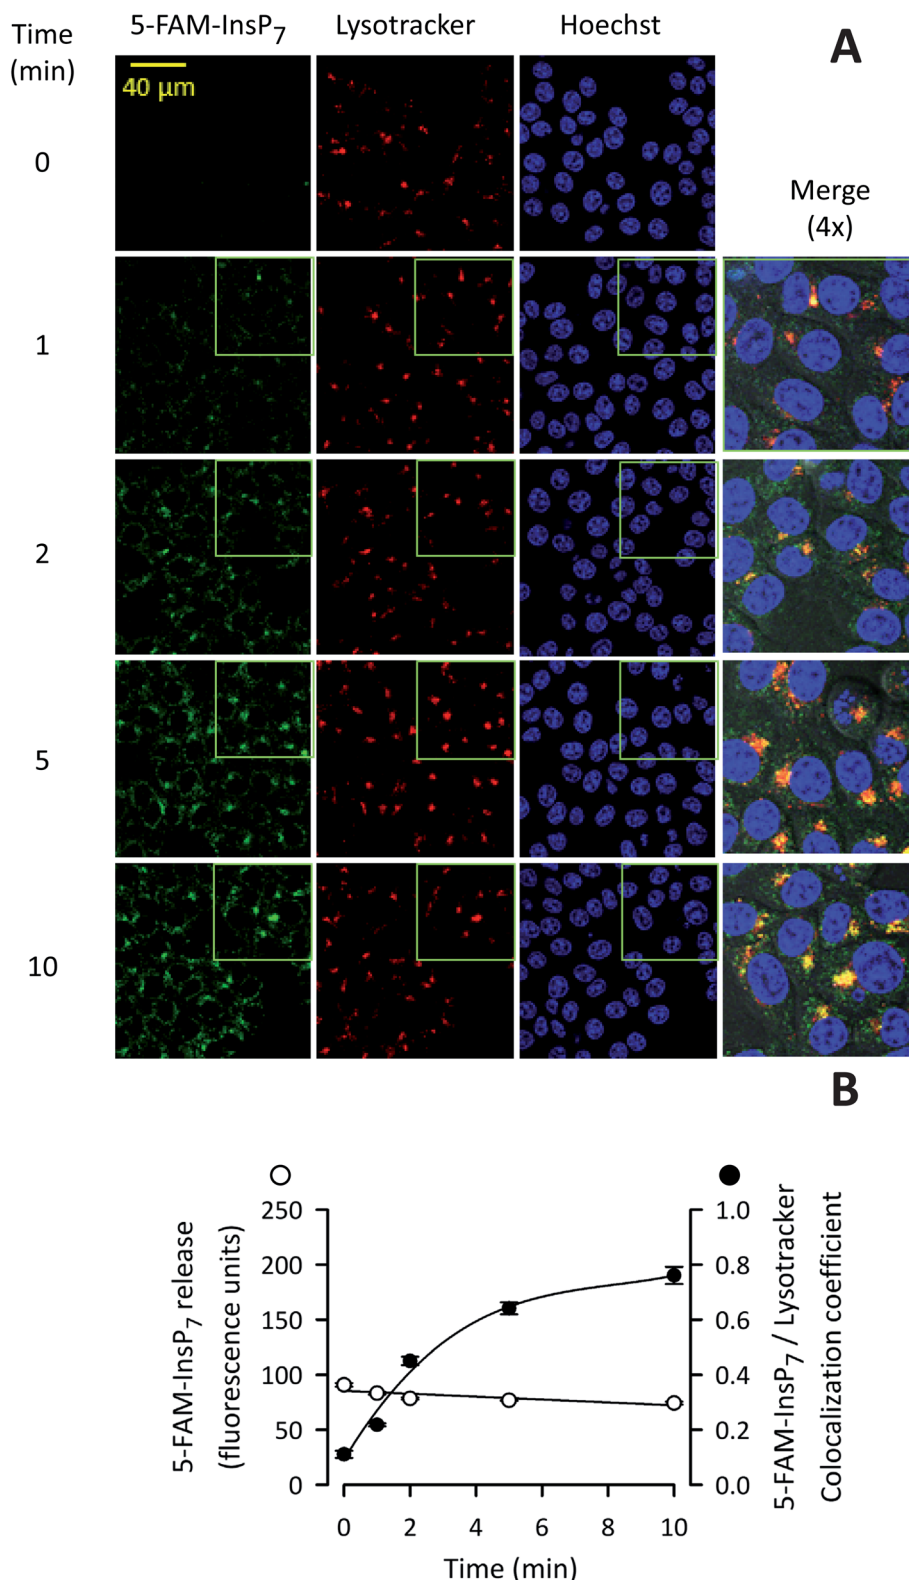 5-FAM-InsP7
Lysotracker
Hoechst
A
Time
(min)
40 µm
0
Merge
(4x)
1
2
5
10
B
5-FAM-InsP7 release
(fluorescence units)
250
200
150
100
50
0
1.0
0.8
0.6
0.4
0.2
0.0
5-FAM-InsP7 / Lysotracker
Colocalization coefficient
0 2 4 6 8 10
Time (min)